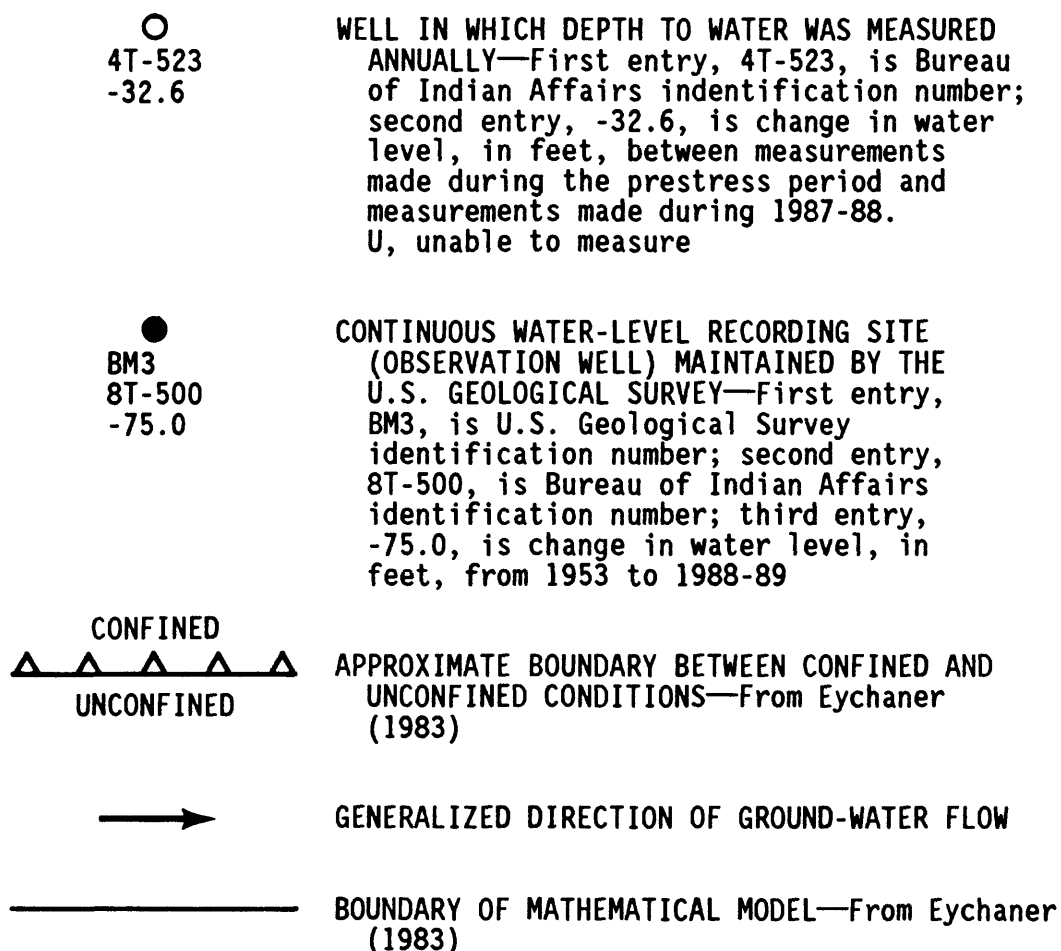 4T-523
-32.6
WELL IN WHICH DEPTH TO WATER WAS MEASURED
ANNUALLY—First entry, 4T-523, is Bureau
of Indian Affairs indentification number;
second entry, -32.6, is change in water
level, in feet, between measurements
made during the prestress period and
measurements made during 1987-88.
U, unable to measure
BM3
8T-500
-75.0
CONTINUOUS WATER-LEVEL RECORDING SITE
(OBSERVATION WELL) MAINTAINED BY THE
U.S. GEOLOGICAL SURVEY—First entry,
BM3, is U.S. Geological Survey
identification number; second entry,
8T-500, is Bureau of Indian Affairs
identification number; third entry,
-75.0, is change in water level, in
feet, from 1953 to 1988-89
CONFINED
UNCONFINED
APPROXIMATE BOUNDARY BETWEEN CONFINED AND
UNCONFINED CONDITIONS—From Eychaner
(1983)
GENERALIZED DIRECTION OF GROUND-WATER FLOW
BOUNDARY OF MATHEMATICAL MODEL—From Eychaner
(1983)